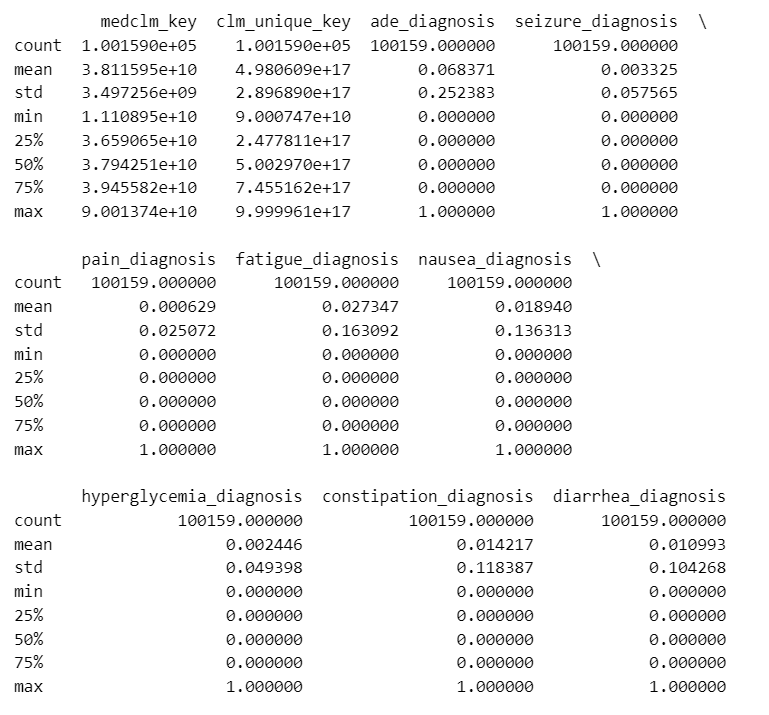 medclm_key clm_unique_key ade_diagnosis seizure_diagnosis \
count 1.001590e+05 1.001590e+05 100159.000000 100159.000000
mean 3.811595e+10 4.980609e+17 0.068371 0.003325
std 3.497256e+09 2.896890e+17 0.252383 0.057565
min 1.110895e+10 9.000747e+10 0.000000 0.000000
25% 3.659065e+10 2.477811e+17 0.000000 0.000000
50% 3.794251e+10 5.002970e+17 0.000000 0.000000
75% 3.945582e+10 7.455162e+17 0.000000 0.000000
max 9.001374e+10 9.999961e+17 1.000000 1.000000
pain_diagnosis fatigue_diagnosis nausea_diagnosis \
count 100159.000000 100159.000000 100159.000000
mean 0.000629 0.027347 0.018940
std 0.025072 0.163092 0.136313
min 0.000000 0.000000 0.000000
25% 0.000000 0.000000 0.000000
50% 0.000000 0.000000 0.000000
75% 0.000000 0.000000 0.000000
max 1.000000 1.000000 1.000000
hyperglycemia_diagnosis constipation_diagnosis diarrhea_diagnosis
count 100159.000000 100159.000000 100159.000000
mean 0.002446 0.014217 0.010993
std 0.049398 0.118387 0.104268
min 0.000000 0.000000 0.000000
25% 0.000000 0.000000 0.000000
50% 0.000000 0.000000 0.000000
75% 0.000000 0.000000 0.000000
max 1.000000 1.000000 1.000000